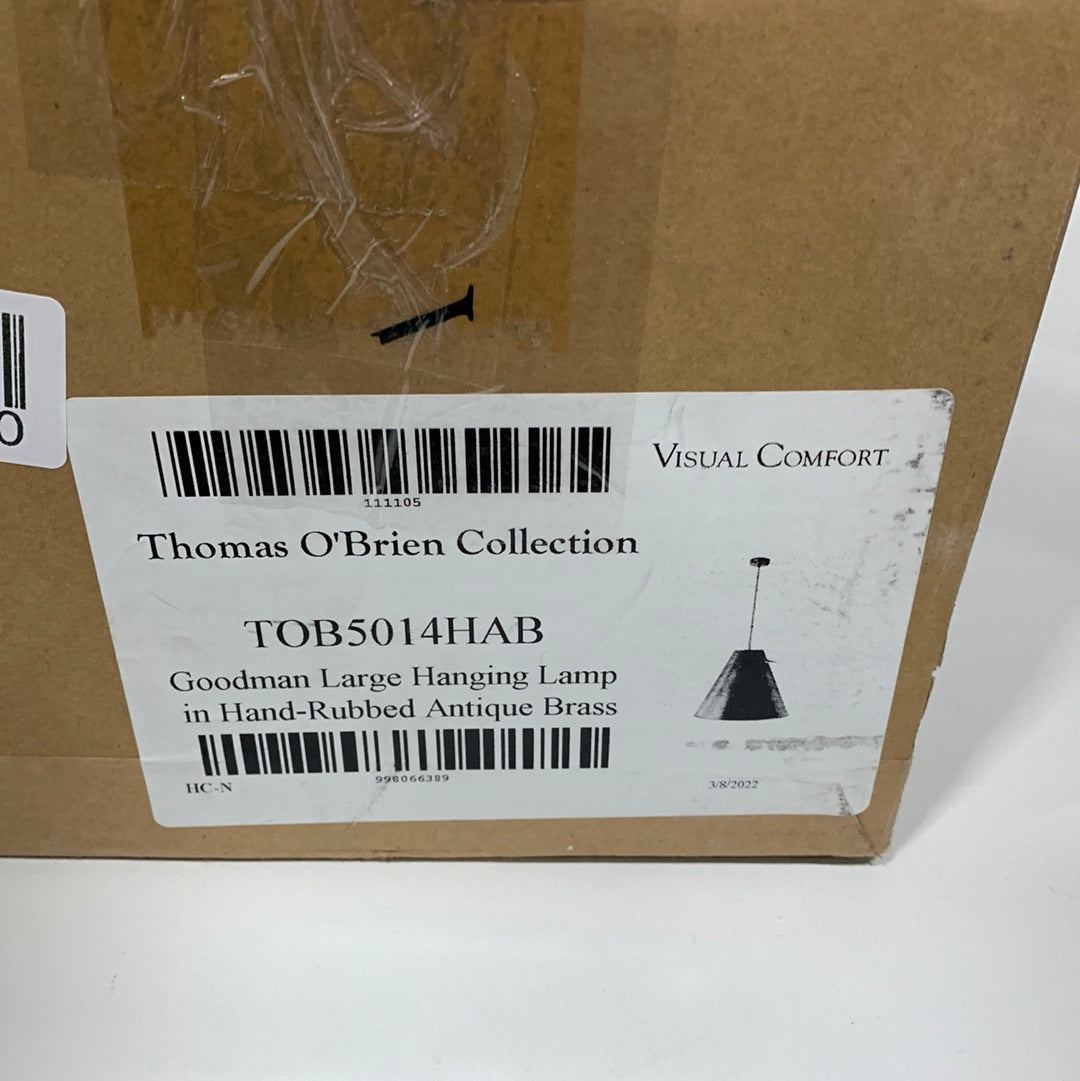 VISUAL COMFORT
111105
Thomas O'Brien Collection
TOB5014HAB
Goodman Large Hanging Lamp
in Hand-Rubbed Antique Brass
998066389
HC-N
3/8/2022